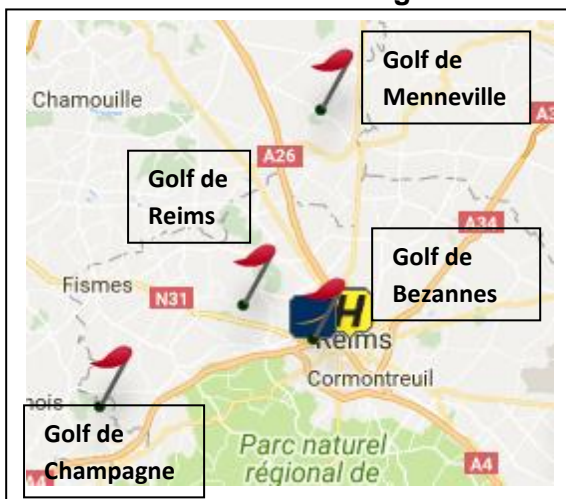 Golf de
Menneville
Chamouille
A26
Golf de
Reims
A34
Golf de
Bezannes
Fismes
N31
H
Reims
Cormontreuil
nois
Golf de
Champagne
Parc naturel
régional de
A4